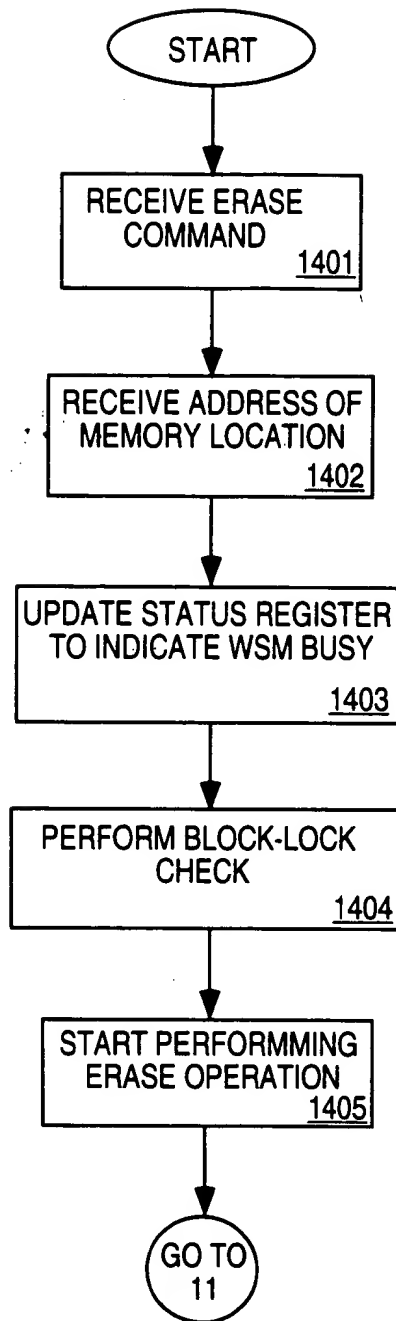 START
RECEIVE ERASE
COMMAND
1401
RECEIVE ADDRESS OF
MEMORY LOCATION
1402
UPDATE STATUS REGISTER
TO INDICATE WSM BUSY
1403
PERFORM BLOCK-LOCK
CHECK
1404
START PERFORMMING
ERASE OPERATION
1405
GO TO
11